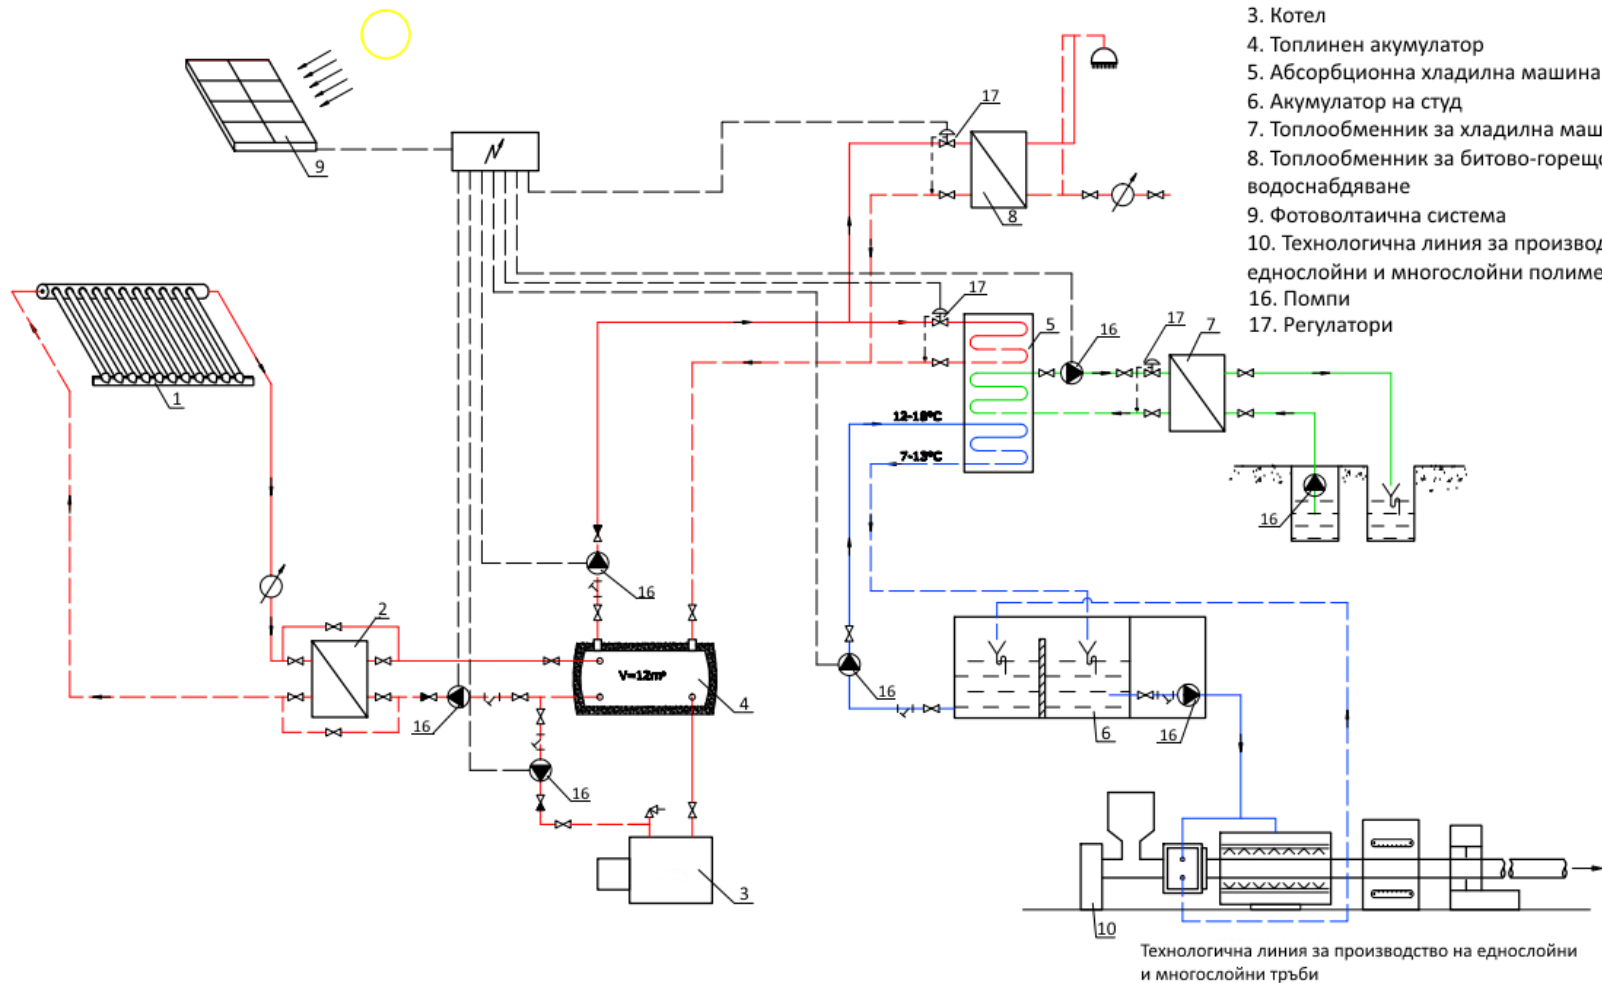 3. Котел
4. Топлинен акумулатор
5. Абсорбционна хладилна машина
6. Акумулатор на студ
7. Топлообменник за хладилна маш
8. Топлообменник за битово-горещо
водоснабдяване
9. Фотоволтаична система
10. Технологична линия за производ
еднослойни и многослойни полиме
16. Помпи
17. Регулатори
17
9
8
17
5
16
17
7
1
12-18°C
7-13°C
16
16
2
V=12m³
4
16
16
6
16
16
3
10
Технологична линия за производство на еднослойни
и многослойни тръби